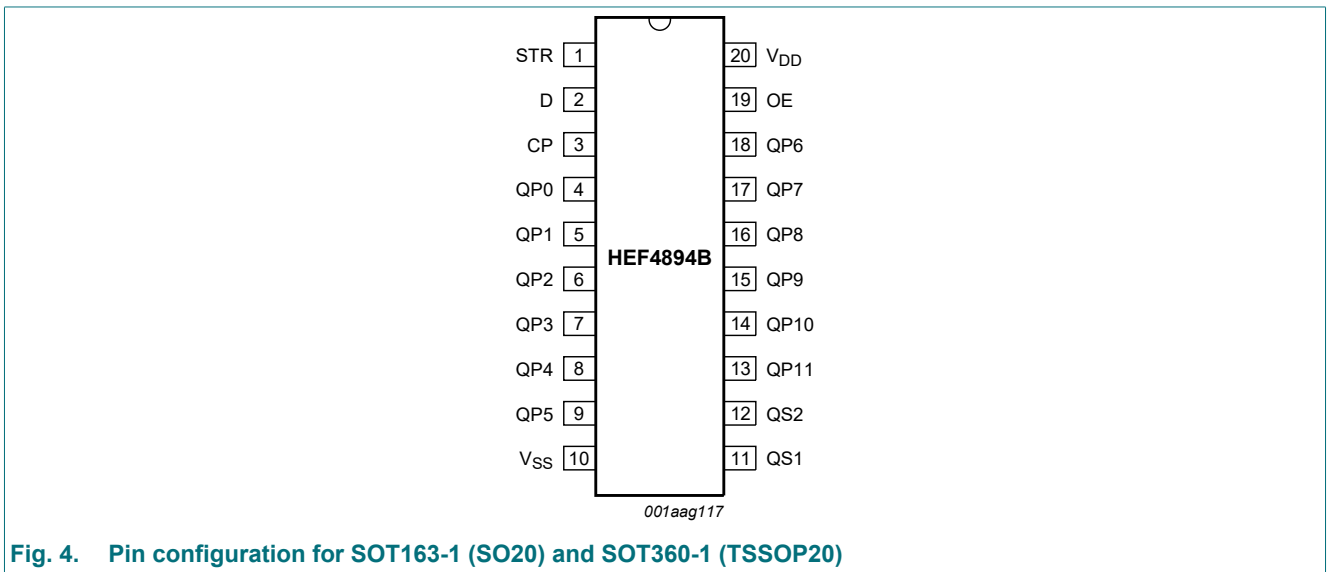 STR 1 20 VDD
D 2 19 OE
CP 3 18 QP6
QP0 4 17 QP7
QP1 5 16 QP8
HEF4894B
QP2 6 15 QP9
QP3 7 14 QP10
QP4 8 13 QP11
QP5 9 12 QS2
VSS 10 11 QS1
001aag117
Fig. 4. Pin configuration for SOT163-1 (SO20) and SOT360-1 (TSSOP20)